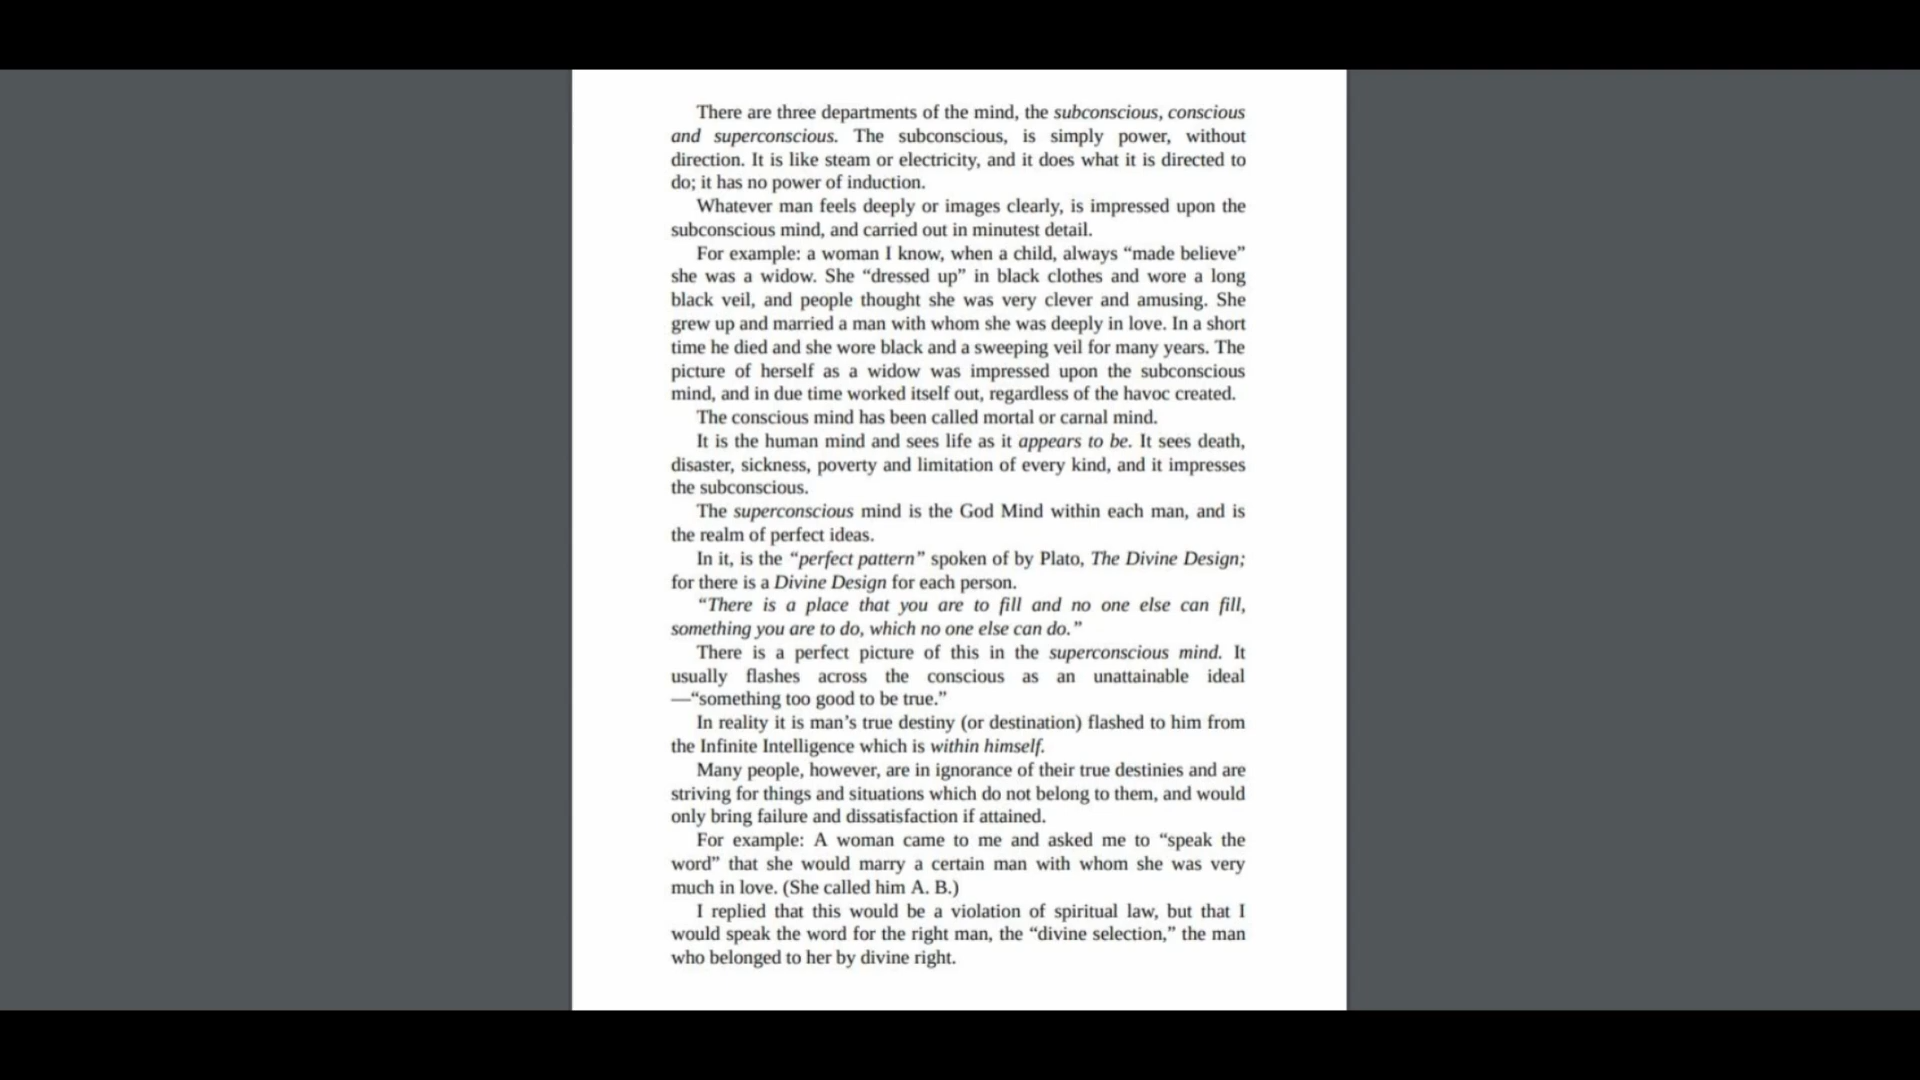 There are three departments of the mind, the subconscious, conscious
and superconscious. The subconscious, is simply power, without
direction. It is like steam or electricity, and it does what it is directed to
do; it has no power of induction.
Whatever man feels deeply or images clearly, is impressed upon the
subconscious mind, and carried out in minutest detail.
For example: a woman I know, when a child, always “made believe”
she was a widow. She “dressed up” in black clothes and wore a long
black veil, and people thought she was very clever and amusing. She
grew up and married a man with whom she was deeply in love. In a short
time he died and she wore black and a sweeping veil for many years. The
picture of herself as a widow was impressed upon the subconscious
mind, and in due time worked itself out, regardless of the havoc created.
The conscious mind has been called mortal or carnal mind.
It is the human mind and sees life as it appears to be. It sees death,
disaster, sickness, poverty and limitation of every kind, and it impresses
the subconscious.
The superconscious mind is the God Mind within each man, and is
the realm of perfect ideas.
In it, is the “perfect pattern” spoken of by Plato, The Divine Design;
for there is a Divine Design for each person.
“There is a place that you are to fill and no one else can fill,
something you are to do, which no one else can do.”
There is a perfect picture of this in the superconscious mind. It
usually flashes across the conscious as an unattainable ideal
—“something too good to be true.”
In reality it is man’s true destiny (or destination) flashed to him from
the Infinite Intelligence which is within himself.
Many people, however, are in ignorance of their true destinies and are
striving for things and situations which do not belong to them, and would
only bring failure and dissatisfaction if attained.
For example: A woman came to me and asked me to “speak the
word” that she would marry a certain man with whom she was very
much in love. (She called him A. B.)
I replied that this would be a violation of spiritual law, but that I
would speak the word for the right man, the “divine selection,” the man
who belonged to her by divine right.